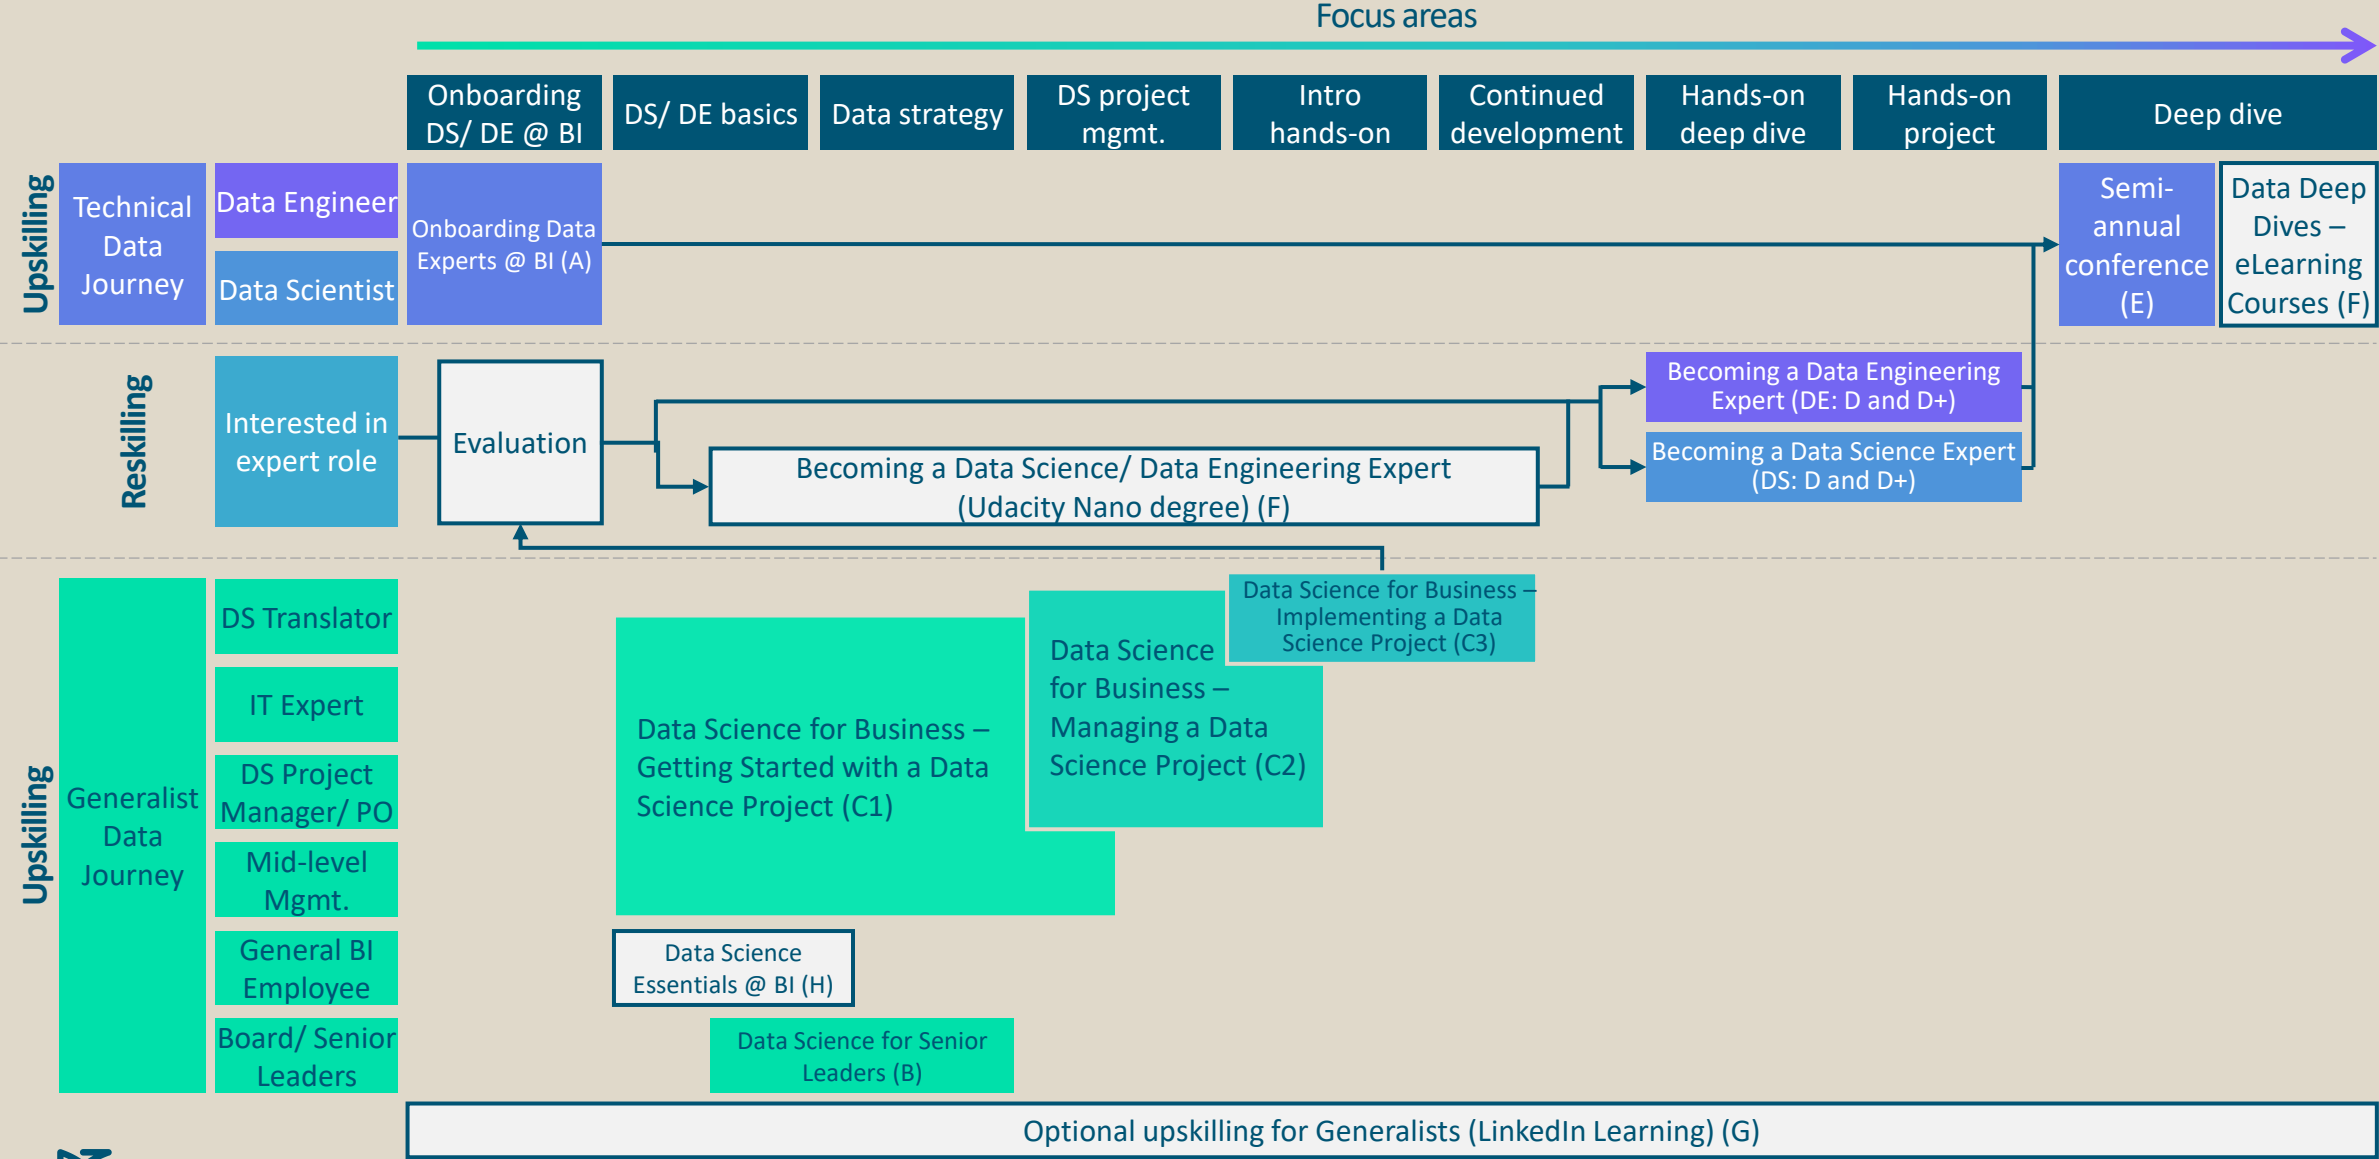 Focus areas
Onboarding
DS/ DE @ BI
DS/ DE basics
Data strategy
DS project
mgmt.
Intro
hands-on
Continued
development
Hands-on
deep dive
Hands-on
project
Deep dive
Upskilling
Technical
Data
Journey
Data Engineer
Data Scientist
Onboarding Data
Experts @ BI (A)
Semi-
annual
conference
(E)
Data Deep
Dives –
eLearning
Courses (F)
Reskilling
Interested in
expert role
Evaluation
Becoming a Data Science/ Data Engineering Expert
(Udacity Nano degree) (F)
Becoming a Data Engineering
Expert (DE: D and D+)
Becoming a Data Science Expert
(DS: D and D+)
Upskilling
Generalist
Data
Journey
DS Translator
IT Expert
DS Project
Manager/ PO
Mid-level
Mgmt.
General BI
Employee
Board/ Senior
Leaders
Data Science for Business –
Getting Started with a Data
Science Project (C1)
Data Science
for Business –
Managing a Data
Science Project (C2)
Data Science for Business –
Implementing a Data
Science Project (C3)
Data Science
Essentials @ BI (H)
Data Science for Senior
Leaders (B)
Optional upskilling for Generalists (LinkedIn Learning) (G)